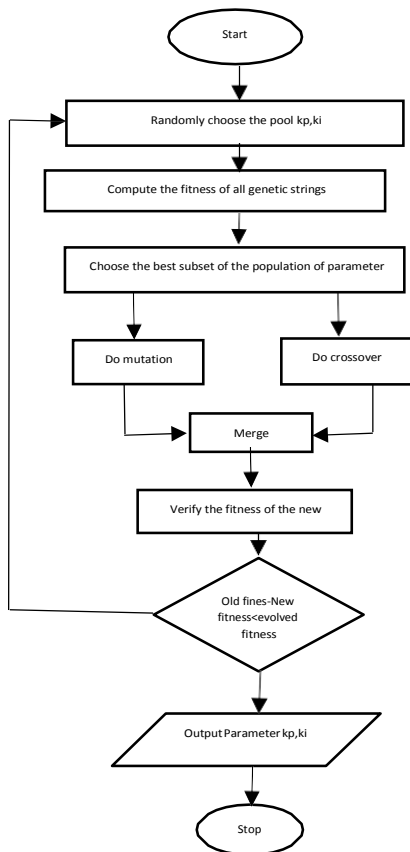 Start
Randomly choose the pool kp,ki
Compute the fitness of all genetic strings
Choose the best subset of the population of parameter
Do mutation
Do crossover
Merge
Verify the fitness of the new
Old fines-New
fitness<evolved
fitness
Output Parameter kp,ki
Stop